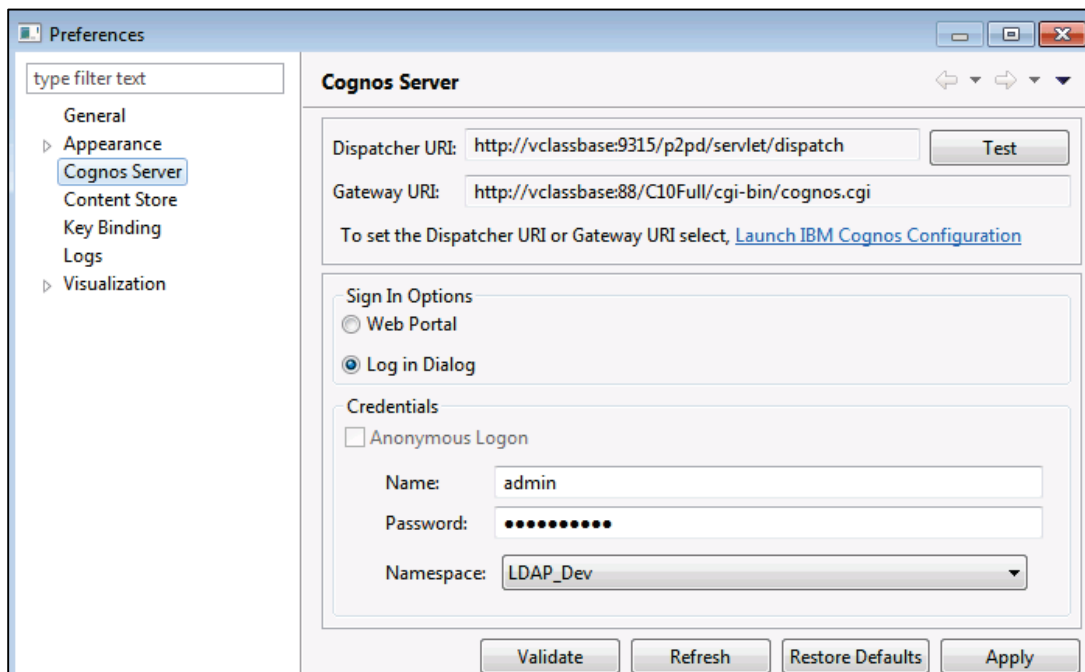 Preferences
type filter text
General
Appearance
Cognos Server
Content Store
Key Binding
Logs
Visualization
Cognos Server
Dispatcher URI: http://vclassbase:9315/p2pd/servlet/dispatch Test
Gateway URI: http://vclassbase:88/C10Full/cgi-bin/cognos.cgi
To set the Dispatcher URI or Gateway URI select, Launch IBM Cognos Configuration
Sign In Options
Web Portal
Log in Dialog
Credentials
Anonymous Logon
Name: admin
Password: ●●●●●●●●●●
Namespace: LDAP_Dev
Validate Refresh Restore Defaults Apply